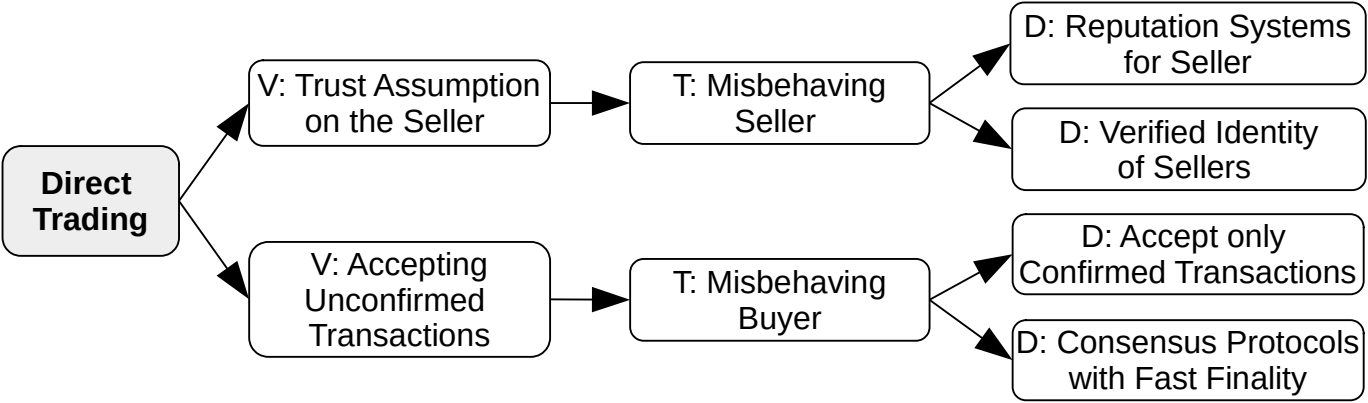 Direct
Trading
V: Trust Assumption
on the Seller
T: Misbehaving
Seller
D: Reputation Systems
for Seller
D: Verified Identity
of Sellers
V: Accepting
Unconfirmed
Transactions
T: Misbehaving
Buyer
D: Accept only
Confirmed Transactions
D: Consensus Protocols
with Fast Finality